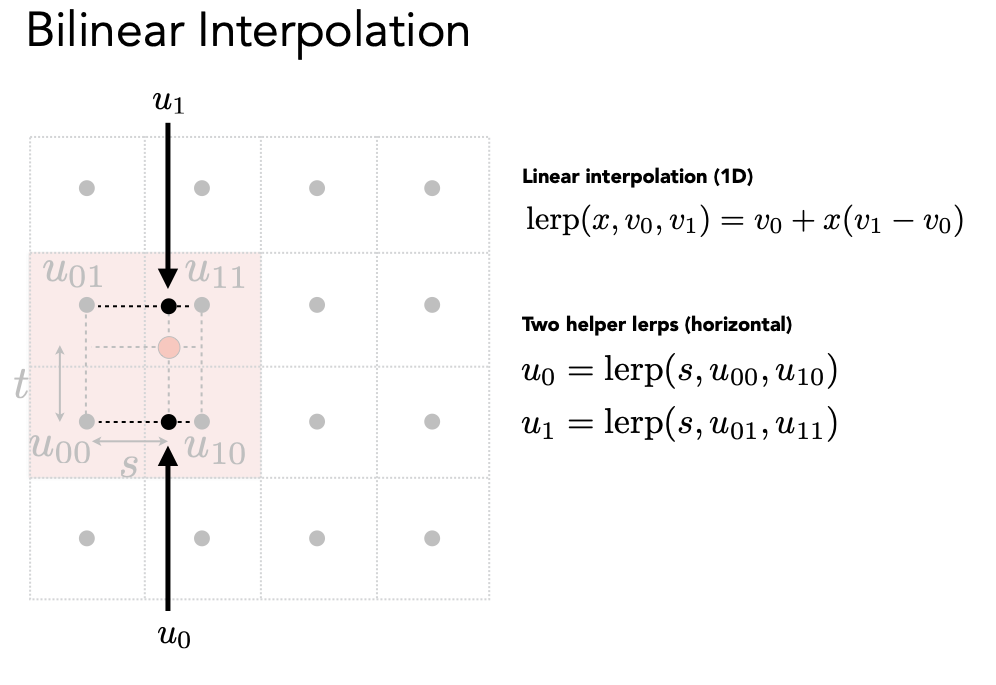 Bilinear Interpolation
u₁
Linear interpolation (1D)
lerp(x, v₀, v₁) = v₀ + x(v₁ − v₀)
u₀₁ u₁₁
Two helper lerps (horizontal)
u₀ = lerp(s, u₀₀, u₁₀)
t
u₁ = lerp(s, u₀₁, u₁₁)
u₀₀ u₁₀
s
u₀